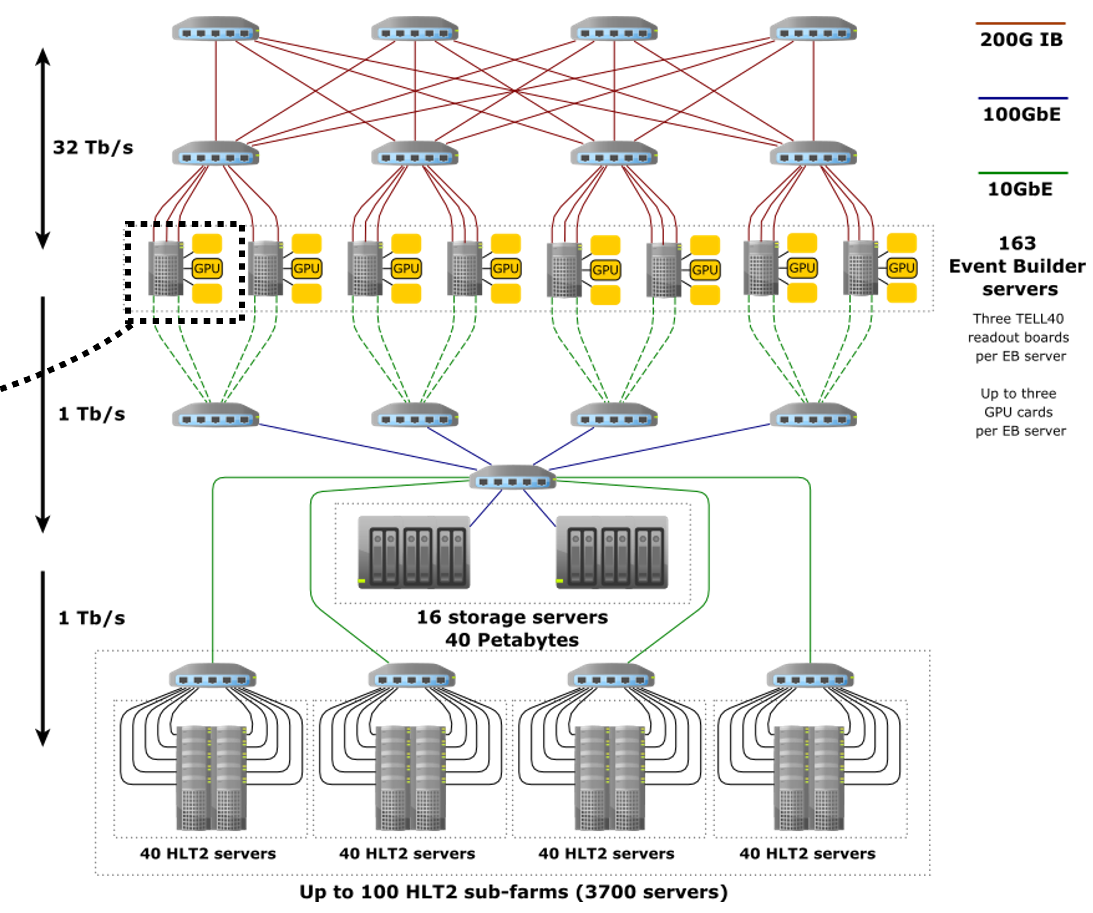 200G IB
100GbE
10GbE
32 Tb/s
GPU
GPU
GPU
GPU
GPU
GPU
GPU
GPU
163
Event Builder
servers
Three TELL40
readout boards
per EB server
Up to three
GPU cards
per EB server
1 Tb/s
16 storage servers
40 Petabytes
1 Tb/s
40 HLT2 servers
40 HLT2 servers
40 HLT2 servers
40 HLT2 servers
Up to 100 HLT2 sub-farms (3700 servers)